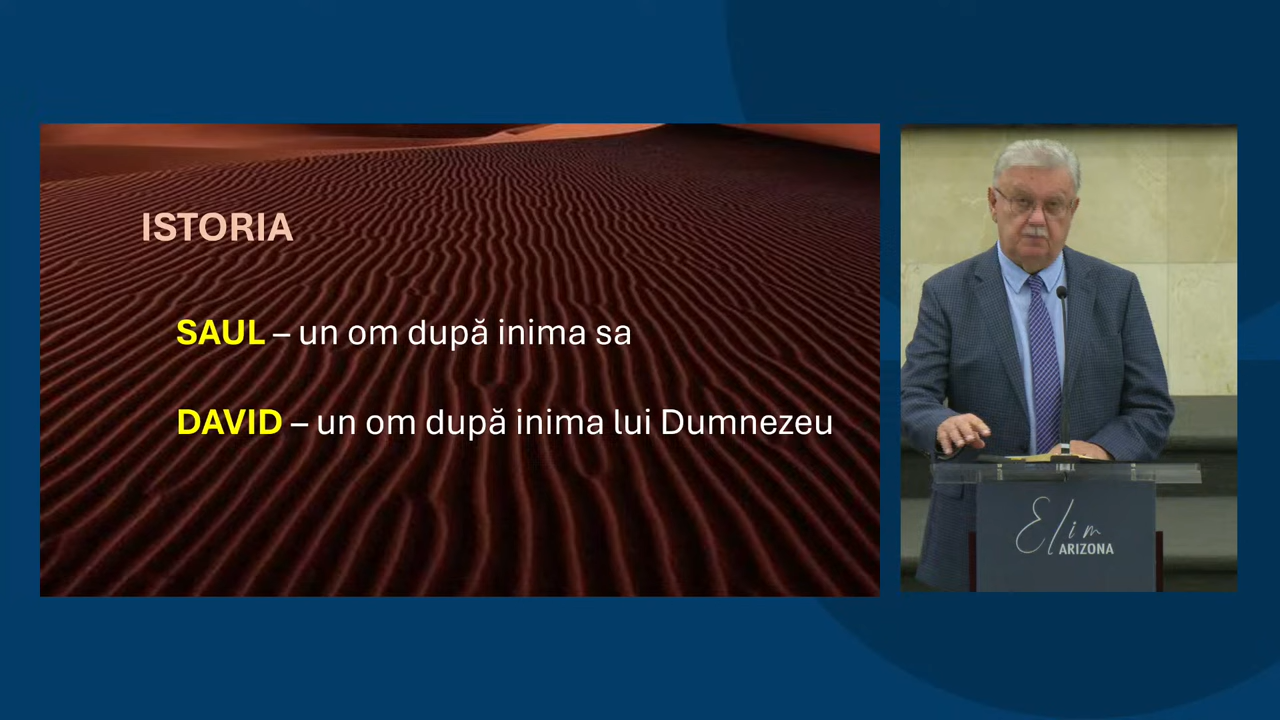 ISTORIA
SAUL – un om după inima sa
DAVID – un om după inima lui Dumnezeu
Elim
ARIZONA